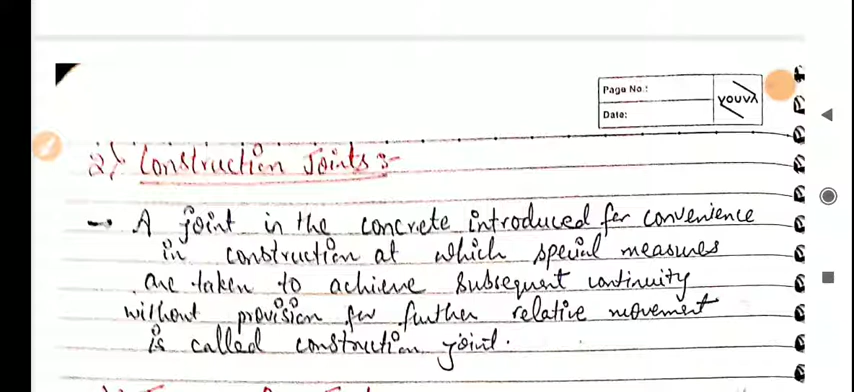 Page No.:
Date:
YOUVA
2) Construction Joints :-
→ A joint in the concrete introduced for convenience
in construction at which special measures
are taken to achieve subsequent continuity
without provision for further relative movement
is called construction joint.